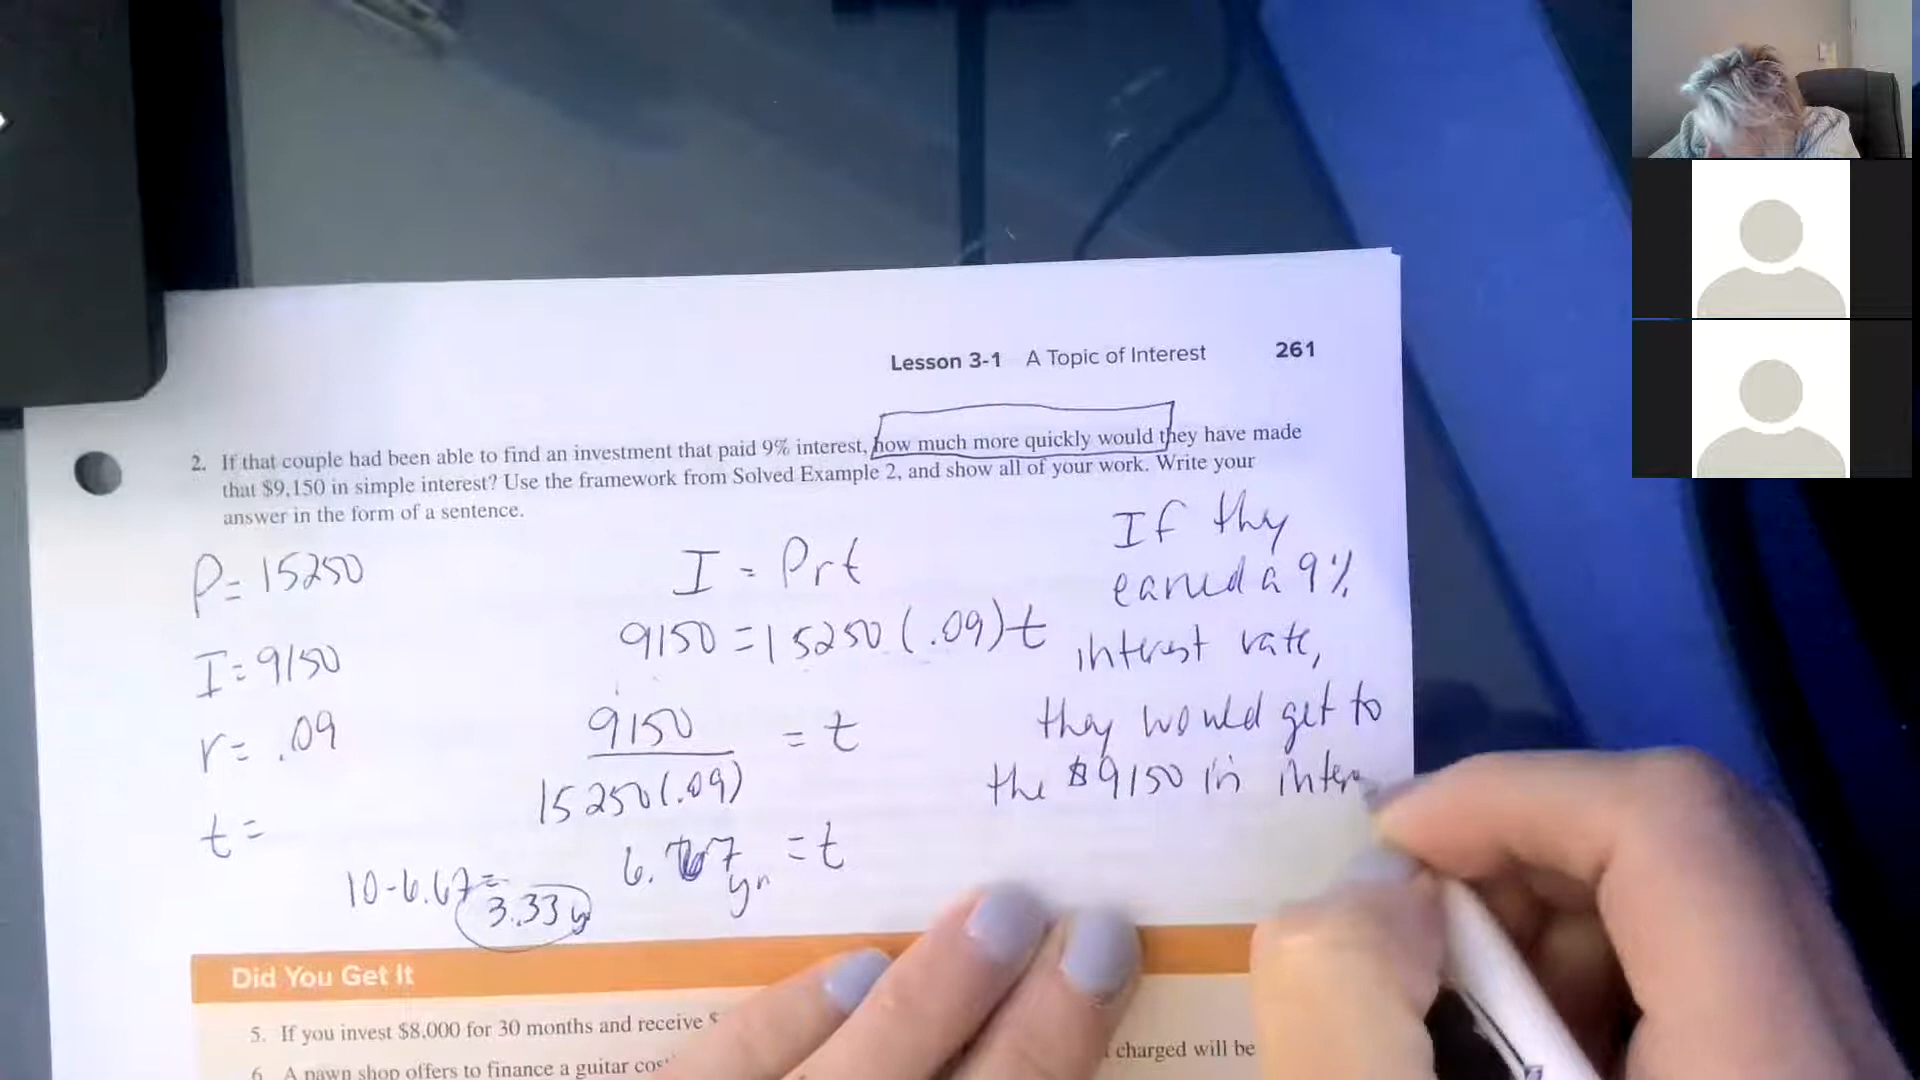 Lesson 3-1 A Topic of Interest 261
2. If that couple had been able to find an investment that paid 9% interest, how much more quickly would they have made
that $9,150 in simple interest? Use the framework from Solved Example 2, and show all of your work. Write your
answer in the form of a sentence.
P = 15250
I = 9150
r = .09
t =
I = Prt
9150 = 15250 (.09) t
9150
15250 (.09)
= t
6.67 yr = t
10 - 6.67 =
3.33 y
If thy
earned a 9%
interest rate,
they would get to
the $9150 in inter
Did You Get It
5. If you invest $8,000 for 30 months and receive $
6. A pawn shop offers to finance a guitar cos
charged will be